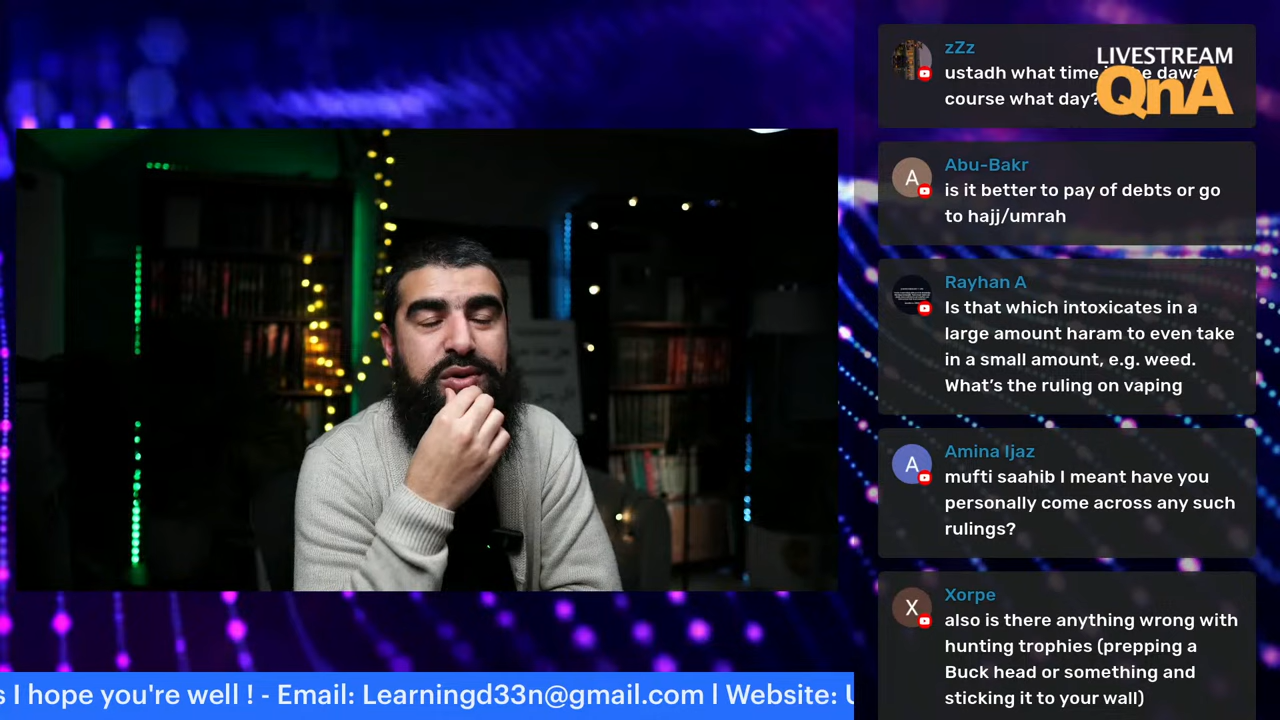 zZz
ustadh what time
course what day?
LIVESTREAM
QnA
A
Abu-Bakr
is it better to pay of debts or go
to hajj/umrah
Rayhan A
Is that which intoxicates in a
large amount haram to even take
in a small amount, e.g. weed.
What's the ruling on vaping
A
Amina Ijaz
mufti saahib I meant have you
personally come across any such
rulings?
X
Xorpe
also is there anything wrong with
hunting trophies (prepping a
Buck head or something and
sticking it to your wall)
s I hope you're well ! - Email: Learningd33n@gmail.com l Website: